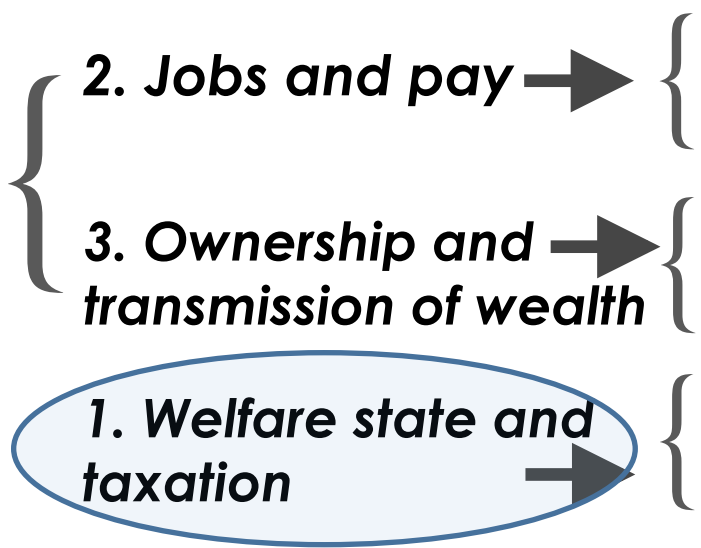 2. Jobs and pay
3. Ownership and
transmission of wealth
1. Welfare state and
taxation